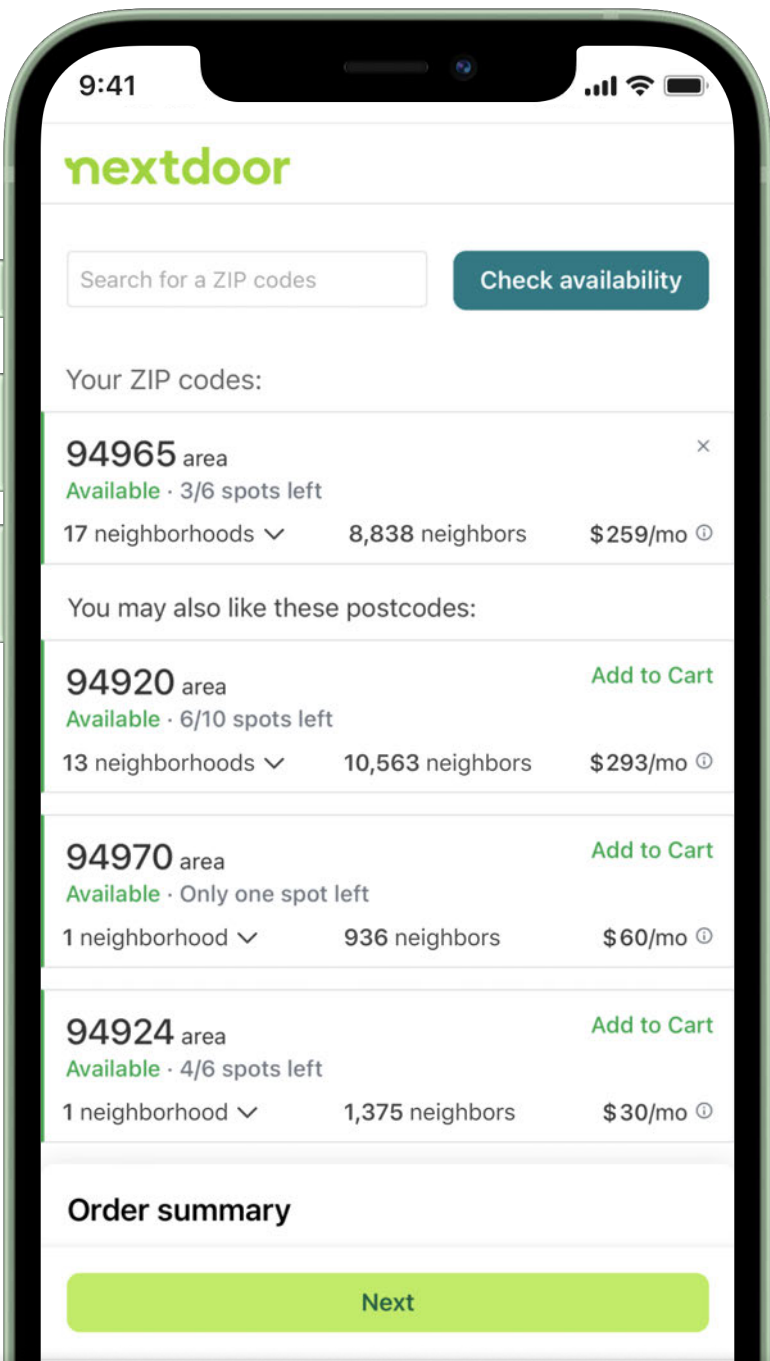 9:41
nextdoor
Search for a ZIP codes
Check availability
Your ZIP codes:
94965 area
Available · 3/6 spots left
17 neighborhoods
8,838 neighbors
$259/mo
You may also like these postcodes:
94920 area
Add to Cart
Available · 6/10 spots left
13 neighborhoods
10,563 neighbors
$293/mo
94970 area
Add to Cart
Available · Only one spot left
1 neighborhood
936 neighbors
$60/mo
94924 area
Add to Cart
Available · 4/6 spots left
1 neighborhood
1,375 neighbors
$30/mo
Order summary
Next